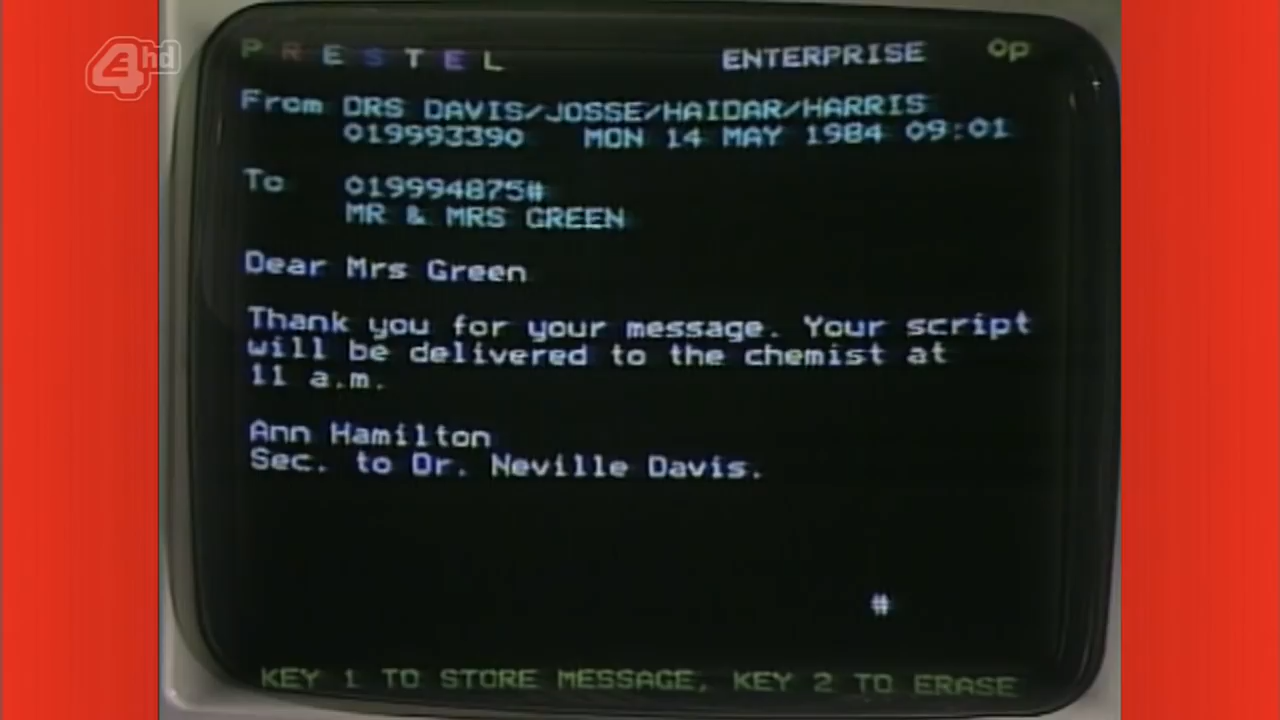 4hd
PRESTEL ENTERPRISE 0p
From DRS DAVIS/JOSSE/HAIDAR/HARRIS
019993390 MON 14 MAY 1984 09:01
To 019994875#
MR & MRS GREEN
Dear Mrs Green
Thank you for your message. Your script
will be delivered to the chemist at
11 a.m.
Ann Hamilton
Sec. to Dr. Neville Davis.
#
KEY 1 TO STORE MESSAGE, KEY 2 TO ERASE